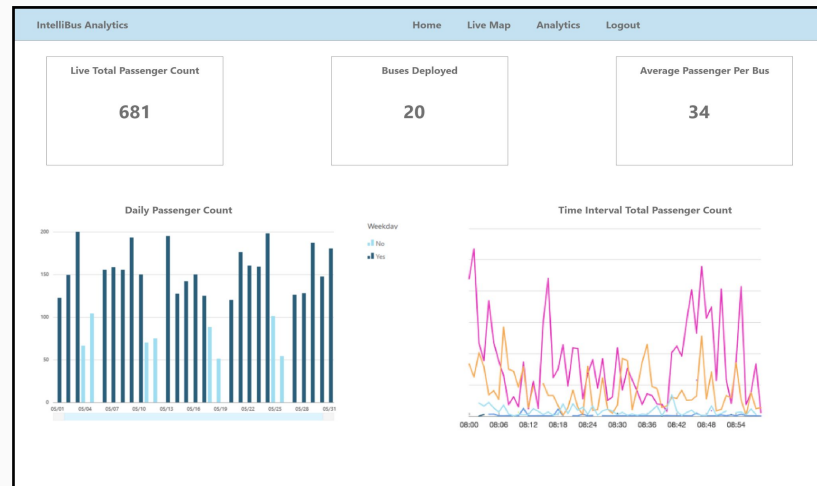 IntelliBus Analytics Home Live Map Analytics Logout
Live Total Passenger Count Buses Deployed Average Passenger Per Bus
681 20 34
Daily Passenger Count Time Interval Total Passenger Count
Weekday
No
Yes
200
150
100
50
0
05/01 05/04 05/07 05/10 05/13 05/16 05/19 05/22 05/25 05/28 05/31
08:00 08:06 08:12 08:18 08:24 08:30 08:36 08:42 08:48 08:54